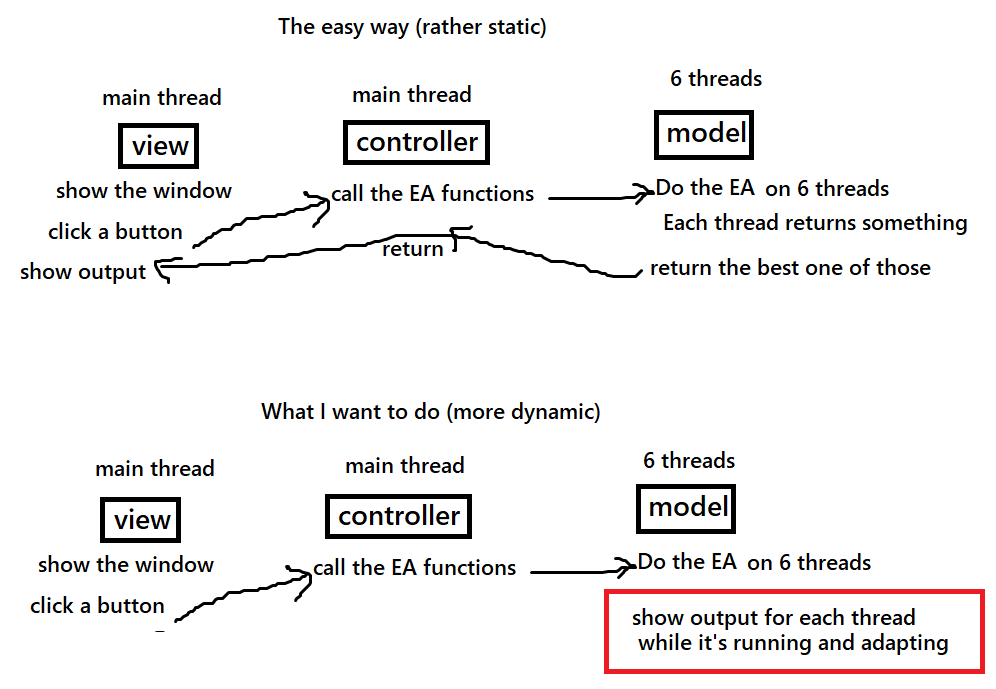 The easy way (rather static)
6 threads
main thread
main thread
view
controller
model
show the window
call the EA functions
Do the EA on 6 threads
click a button
Each thread returns something
show output
return
return the best one of those
What I want to do (more dynamic)
main thread
main thread
6 threads
view
controller
model
show the window
call the EA functions
Do the EA on 6 threads
click a button
show output for each thread
while it's running and adapting